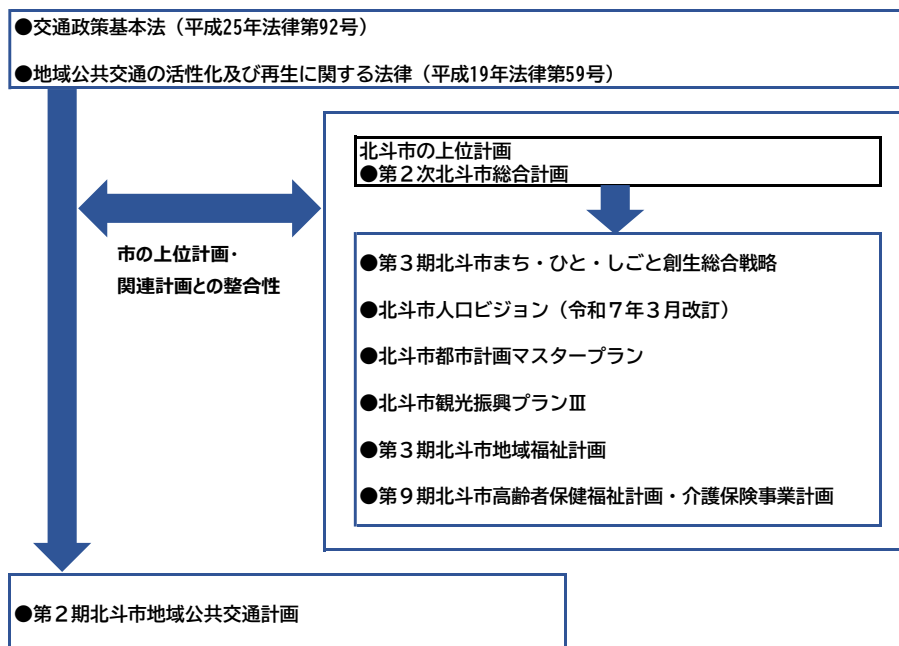 ●交通政策基本法（平成25年法律第92号）
●地域公共交通の活性化及び再生に関する法律（平成19年法律第59号）
北斗市の上位計画
●第２次北斗市総合計画
市の上位計画・
関連計画との整合性
●第３期北斗市まち・ひと・しごと創生総合戦略
●北斗市人口ビジョン（令和７年３月改訂）
●北斗市都市計画マスタープラン
●北斗市観光振興プランⅢ
●第３期北斗市地域福祉計画
●第９期北斗市高齢者保健福祉計画・介護保険事業計画
●第２期北斗市地域公共交通計画